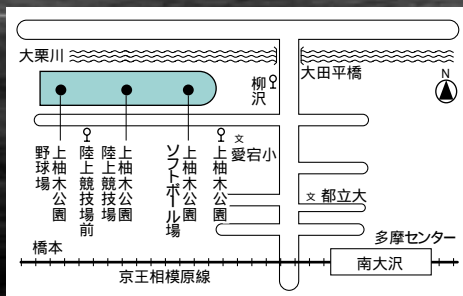 大栗川
大田平橋
N
柳沢
上柚木公園
野球場
陸上競技場前
上柚木公園
陸上競技場
上柚木公園
ソフトボール場
上柚木公園
文
愛宕小
文 都立大
多摩センター
橋本
南大沢
京王相模原線